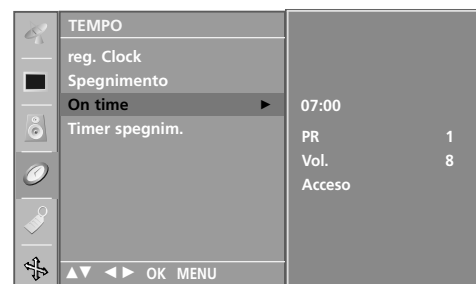 TEMPO
reg. Clock
Spegnimento
On time ►
Timer spegnim.
▲▼ ◄ ► OK MENU
07:00
PR 1
Vol. 8
Acceso